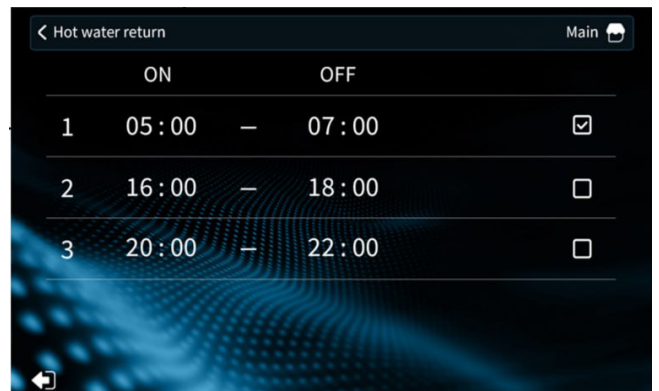 Hot water return Main
ON OFF
1 05:00 – 07:00
2 16:00 – 18:00
3 20:00 – 22:00